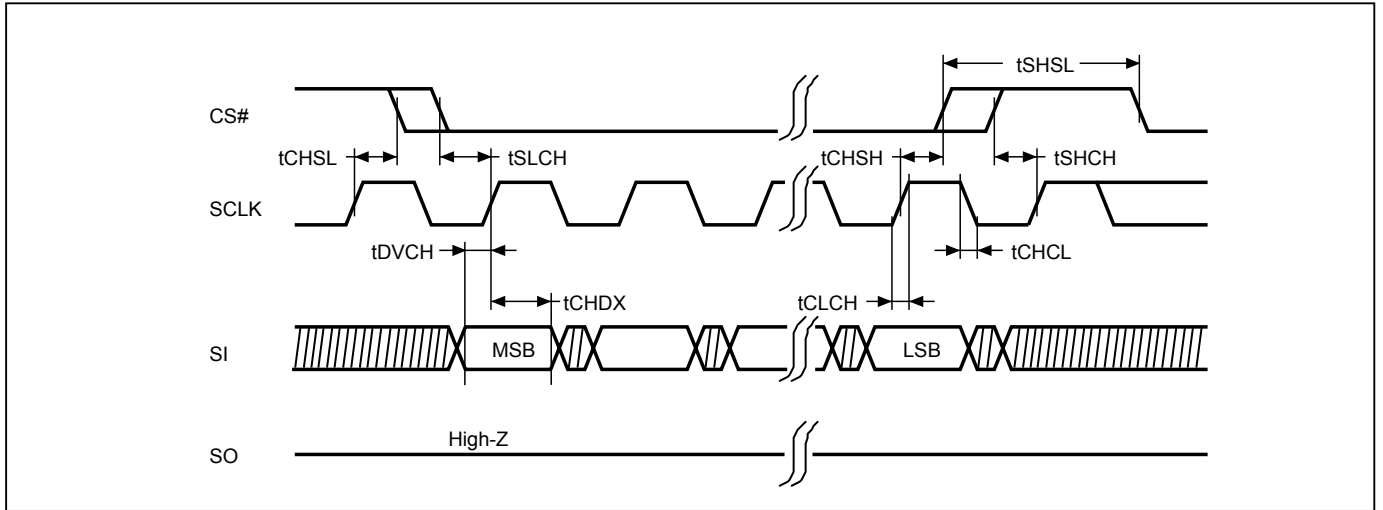 tSHSL
CS#
tCHSL tSLCH tCHSH tSHCH
SCLK
tDVCH tCHCL
tCHDX tCLCH
SI MSB LSB
High-Z
SO